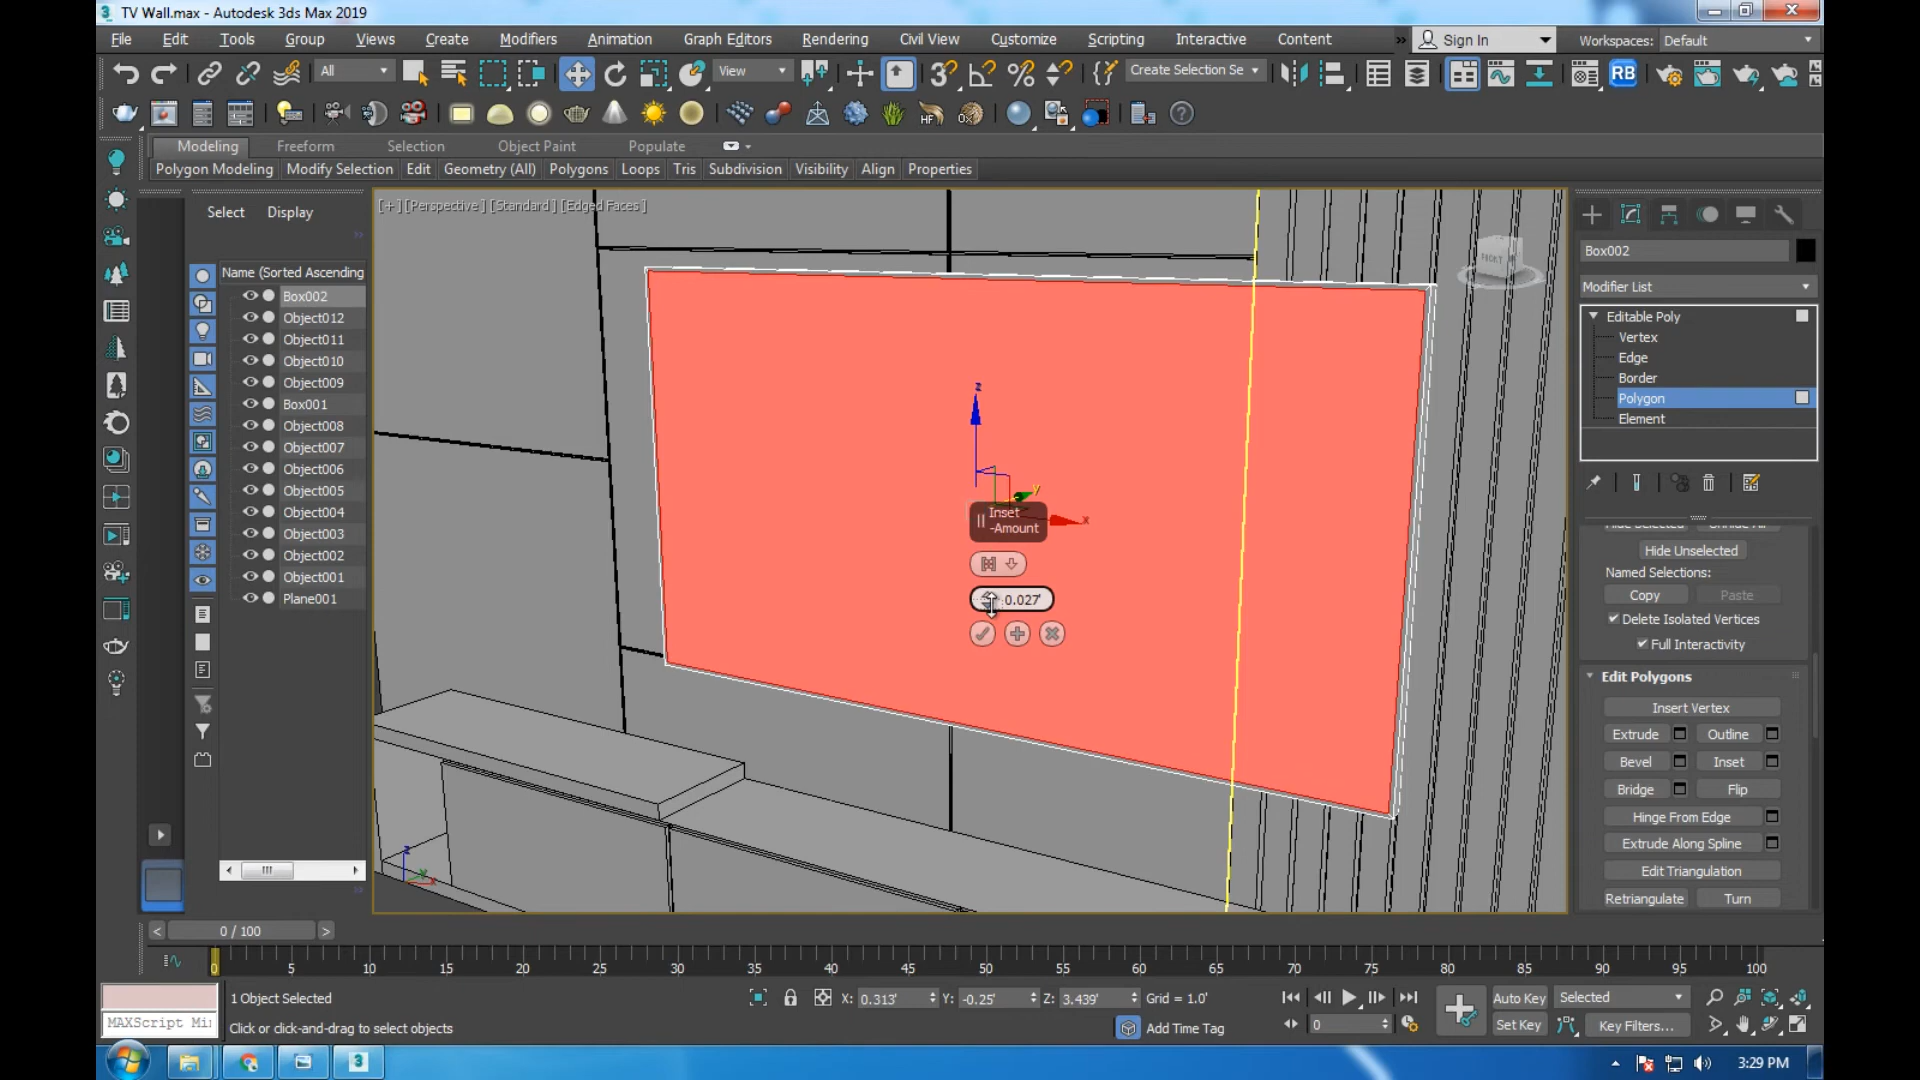 TV Wall.max - Autodesk 3ds Max 2019
File Edit Tools Group Views Create Modifiers Animation Graph Editors Rendering Civil View Customize Scripting Interactive Content » Sign In Workspaces: Default
All View Create Selection Se RB
HF
Modeling Freeform Selection Object Paint Populate
Polygon Modeling Modify Selection Edit Geometry (All) Polygons Loops Tris Subdivision Visibility Align Properties
Select Display
[+] [Perspective] [Standard] [Edged Faces]
FRONT
Name (Sorted Ascending
Box002
Object012
Object011
Object010
Object009
Box001
Object008
Object007
Object006
Object005
Object004
Object003
Object002
Object001
Plane001
z
y
x
Inset
-Amount
0.027'
z
y
x
Box002
Modifier List
Editable Poly
Vertex
Edge
Border
Polygon
Element
Hide Unselected
Named Selections:
Copy Paste
Delete Isolated Vertices
Full Interactivity
Edit Polygons
Insert Vertex
Extrude Outline
Bevel Inset
Bridge Flip
Hinge From Edge
Extrude Along Spline
Edit Triangulation
Retriangulate Turn
< 0 / 100 >
0 5 10 15 20 25 30 35 40 45 50 55 60 65 70 75 80 85 90 95 100
1 Object Selected X: 0.313' Y: -0.25' Z: 3.439' Grid = 1.0' Auto Key Selected
MAXScript Mi Click or click-and-drag to select objects Add Time Tag 0 Set Key Key Filters...
3:29 PM